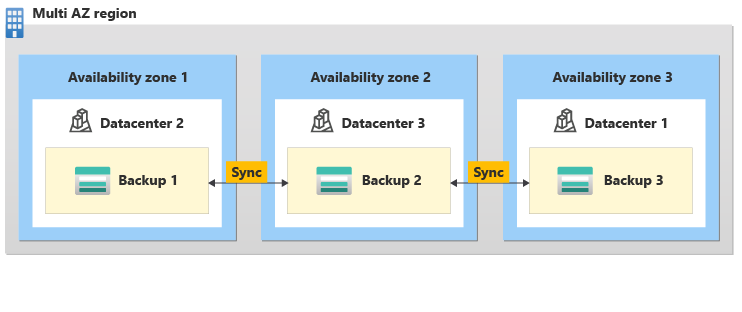 Multi AZ region
Availability zone 1
Availability zone 2
Availability zone 3
Datacenter 2
Datacenter 3
Datacenter 1
Backup 1
Sync
Backup 2
Sync
Backup 3